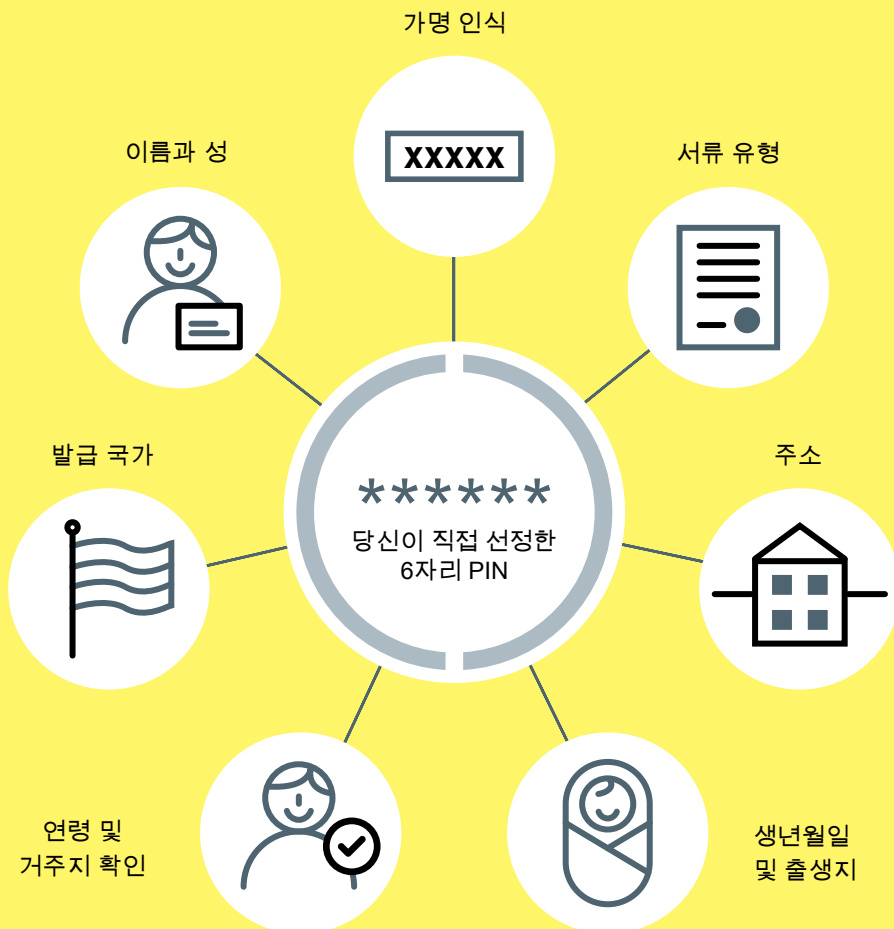 가명 인식
XXXXX
이름과 성
서류 유형
발급 국가
주소
******
당신이 직접 선정한
6자리 PIN
연령 및
거주지 확인
생년월일
및 출생지